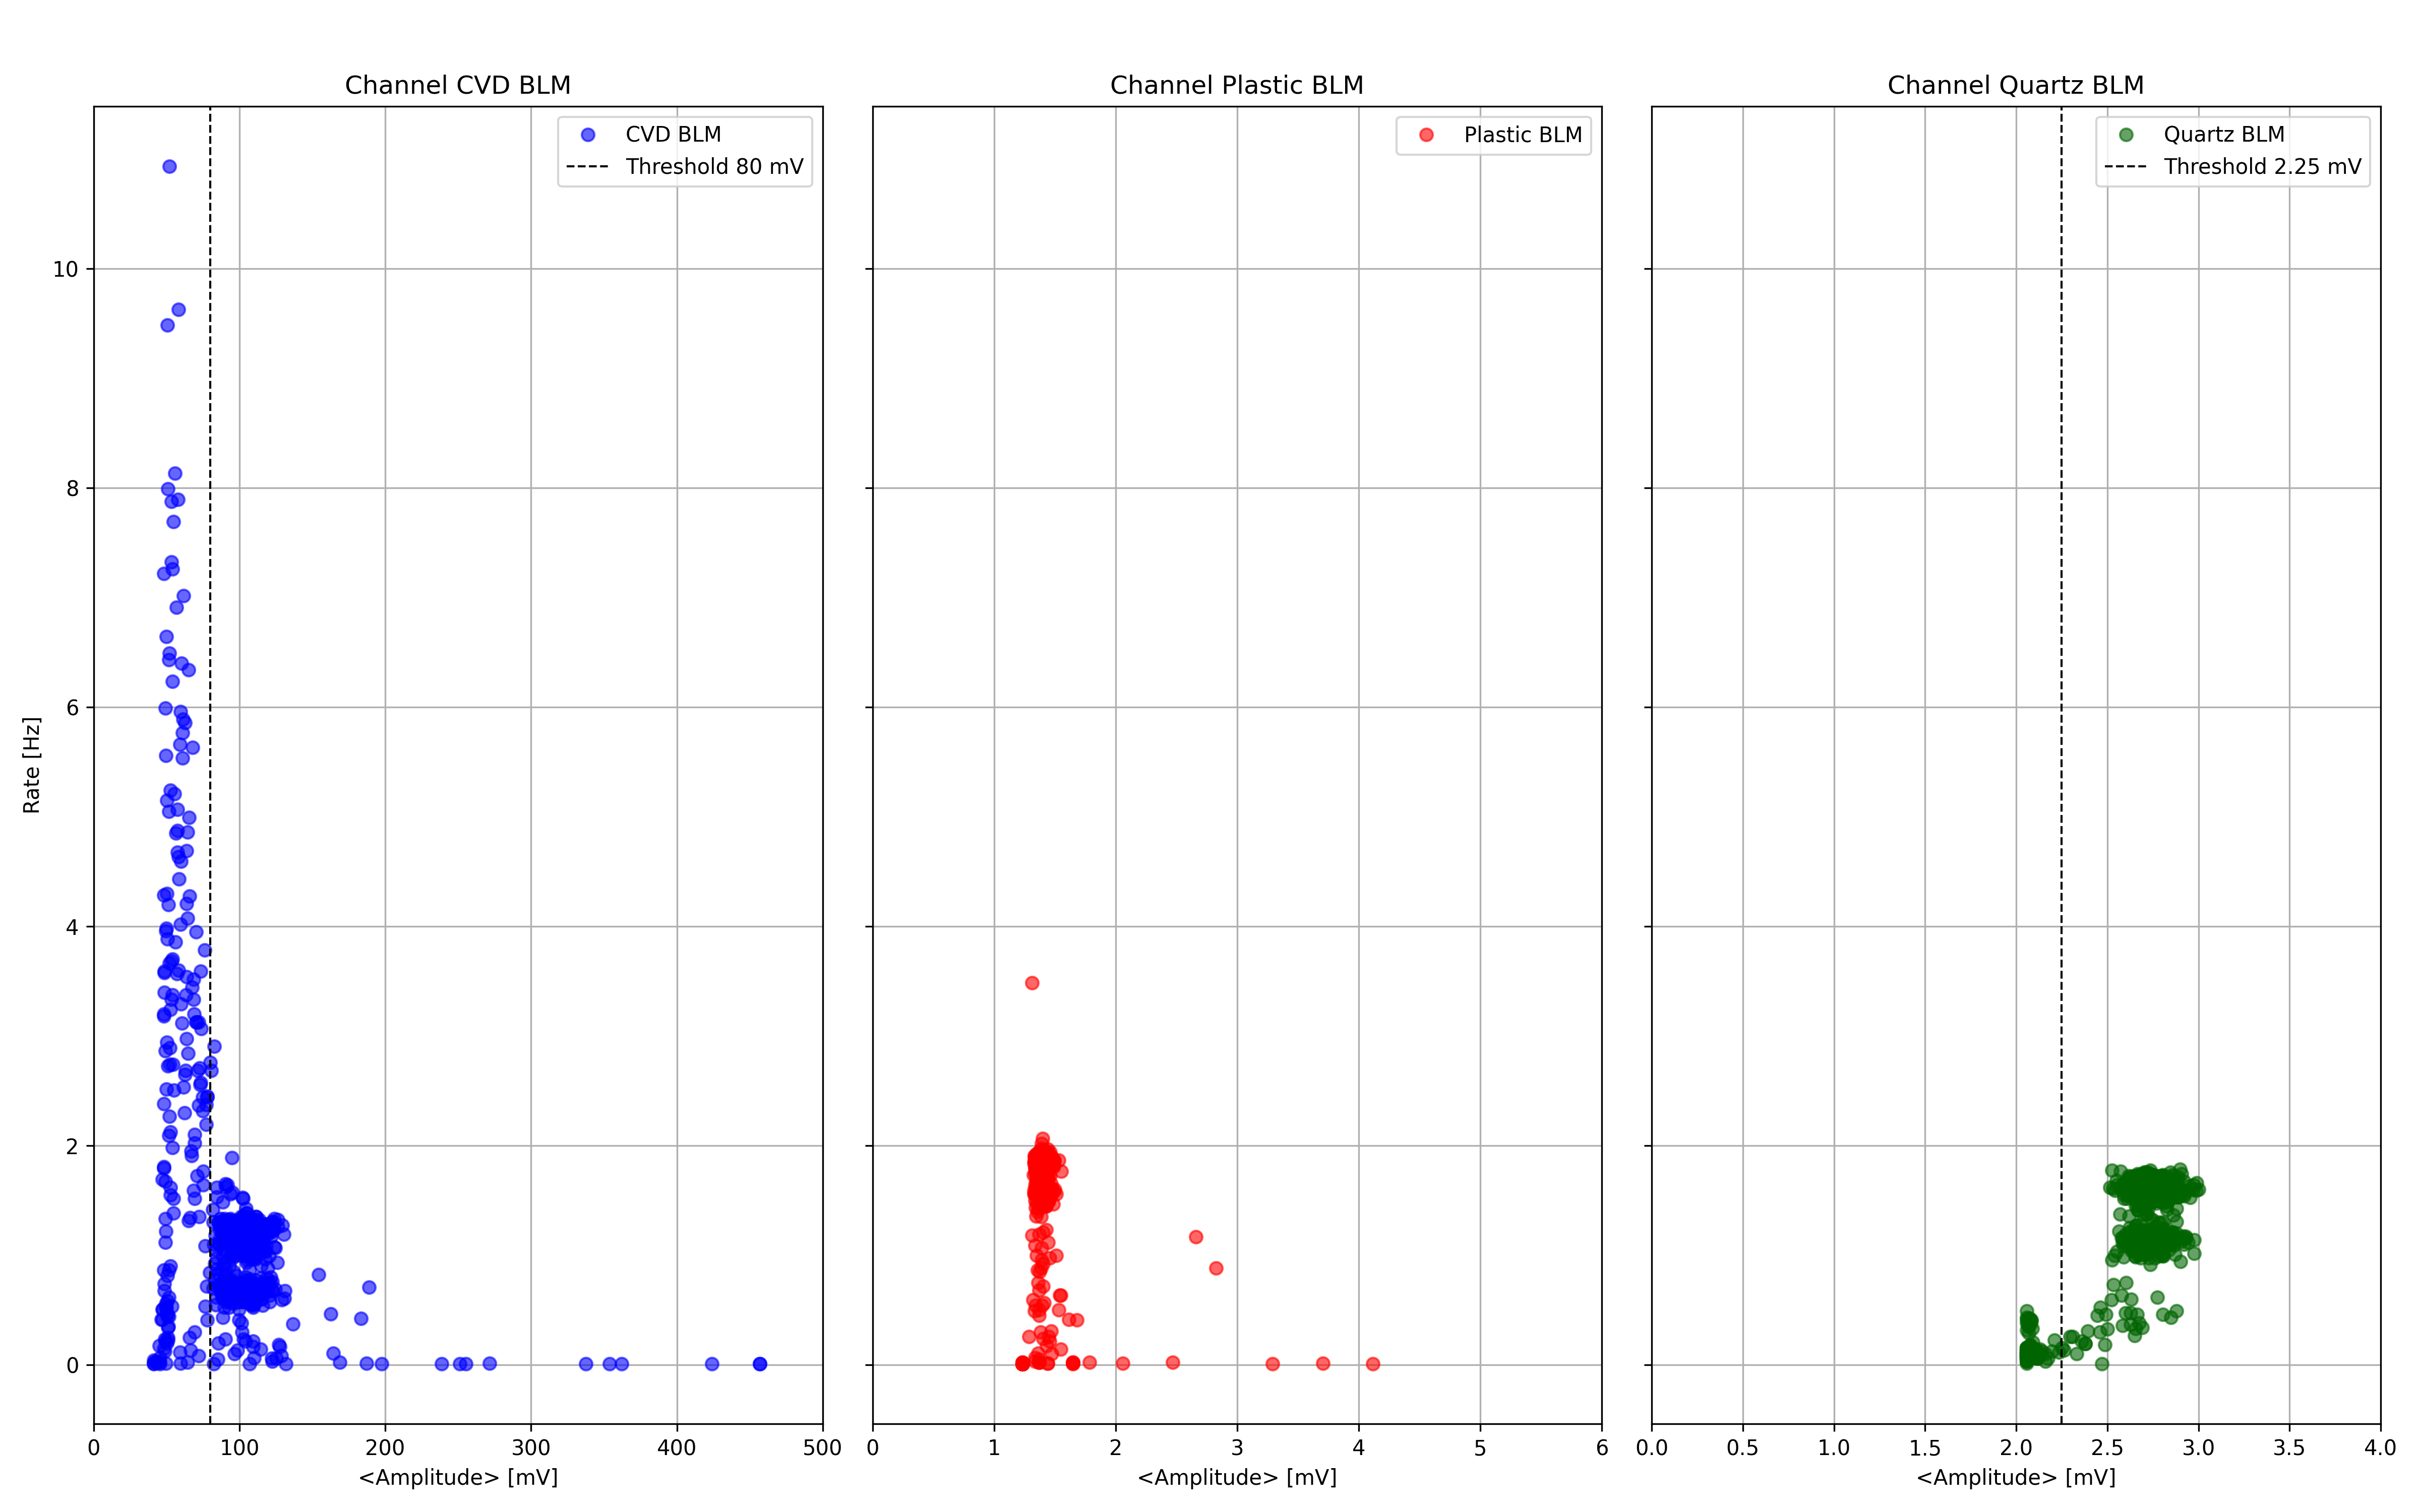 Channel CVD BLM
CVD BLM
Threshold 80 mV
Rate [Hz]
10
8
6
4
2
0
0 100 200 300 400 500
<Amplitude> [mV]
Channel Plastic BLM
Plastic BLM
0 1 2 3 4 5 6
<Amplitude> [mV]
Channel Quartz BLM
Quartz BLM
Threshold 2.25 mV
0.0 0.5 1.0 1.5 2.0 2.5 3.0 3.5 4.0
<Amplitude> [mV]